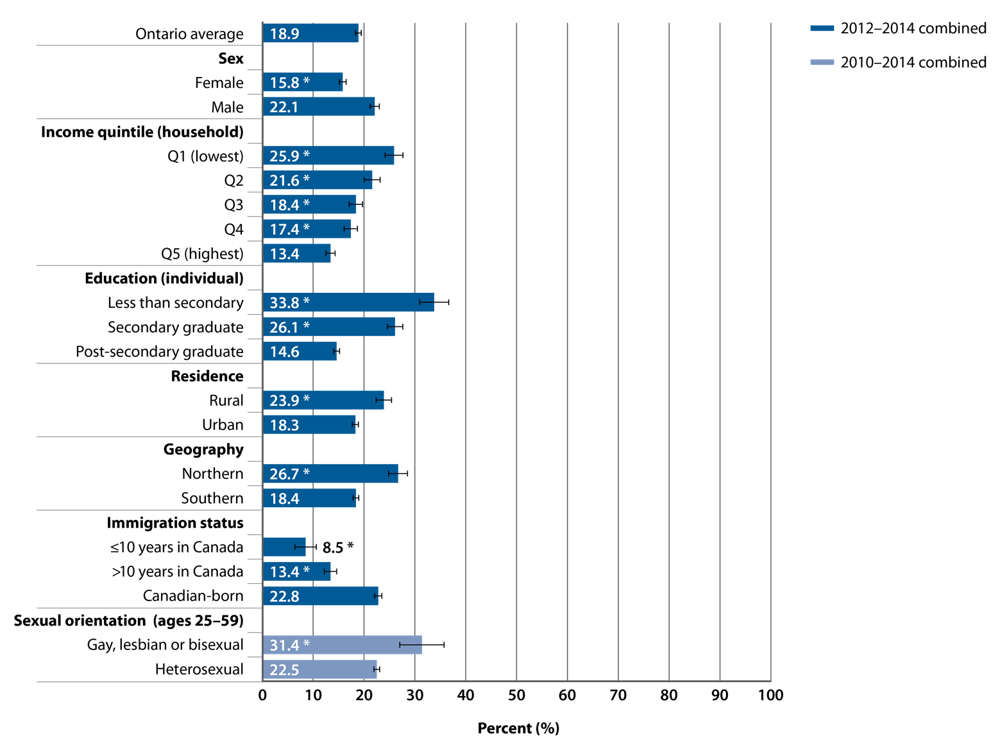 2012–2014 combined
2010–2014 combined
Ontario average 18.9
Sex
Female 15.8 *
Male 22.1
Income quintile (household)
Q1 (lowest) 25.9 *
Q2 21.6 *
Q3 18.4 *
Q4 17.4 *
Q5 (highest) 13.4
Education (individual)
Less than secondary 33.8 *
Secondary graduate 26.1 *
Post-secondary graduate 14.6
Residence
Rural 23.9 *
Urban 18.3
Geography
Northern 26.7 *
Southern 18.4
Immigration status
≤10 years in Canada 8.5 *
>10 years in Canada 13.4 *
Canadian-born 22.8
Sexual orientation (ages 25–59)
Gay, lesbian or bisexual 31.4 *
Heterosexual 22.5
0 10 20 30 40 50 60 70 80 90 100
Percent (%)